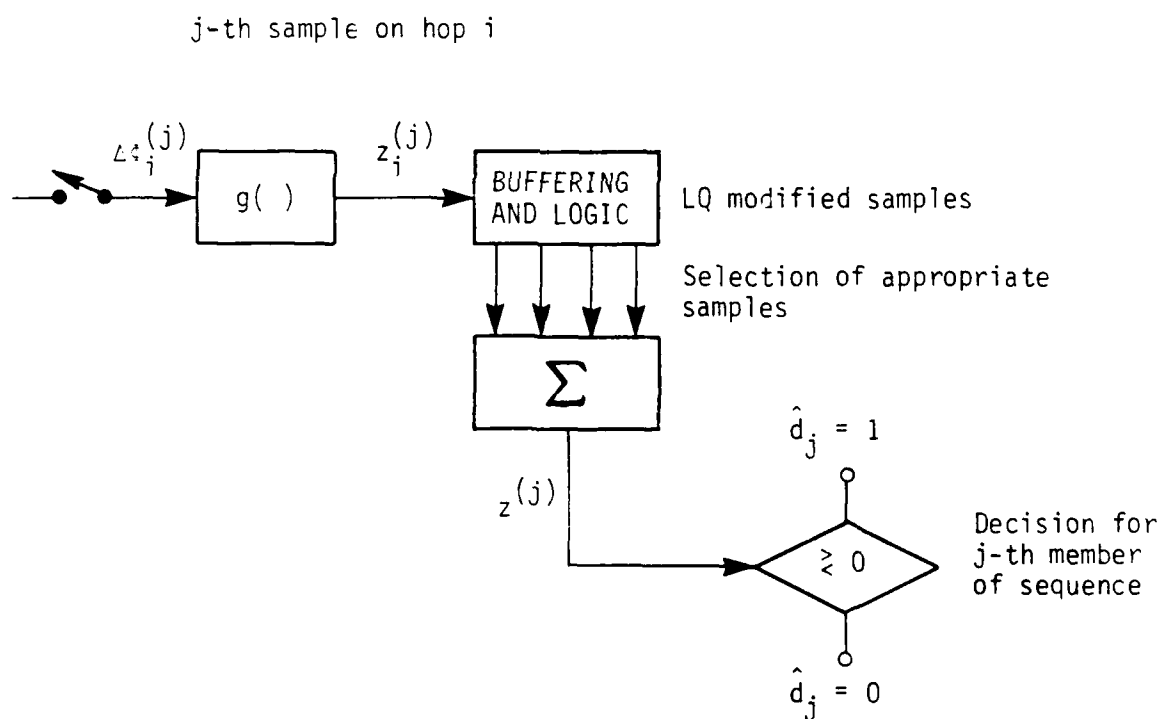 j-th sample on hop i
Δϕ_i^(j)
g( )
z_i^(j)
BUFFERING
AND LOGIC
LQ modified samples
Selection of appropriate
samples
Σ
z^(j)
d̂_j = 1
≷ 0
Decision for
j-th member
of sequence
d̂_j = 0